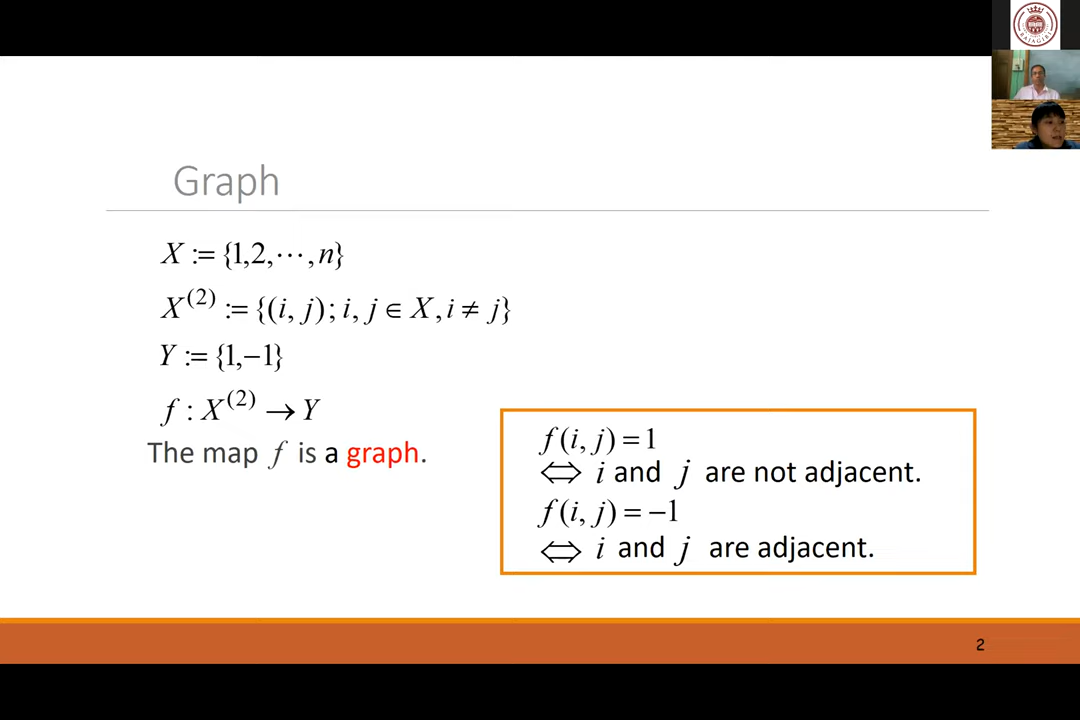 Graph
X := {1,2,⋯,n}
X⁽²⁾ := {(i, j); i, j ∈ X, i ≠ j}
Y := {1,−1}
f : X⁽²⁾ → Y
The map f is a graph.
f(i, j) = 1
⇔ i and j are not adjacent.
f(i, j) = −1
⇔ i and j are adjacent.
2
RAJAGIRI